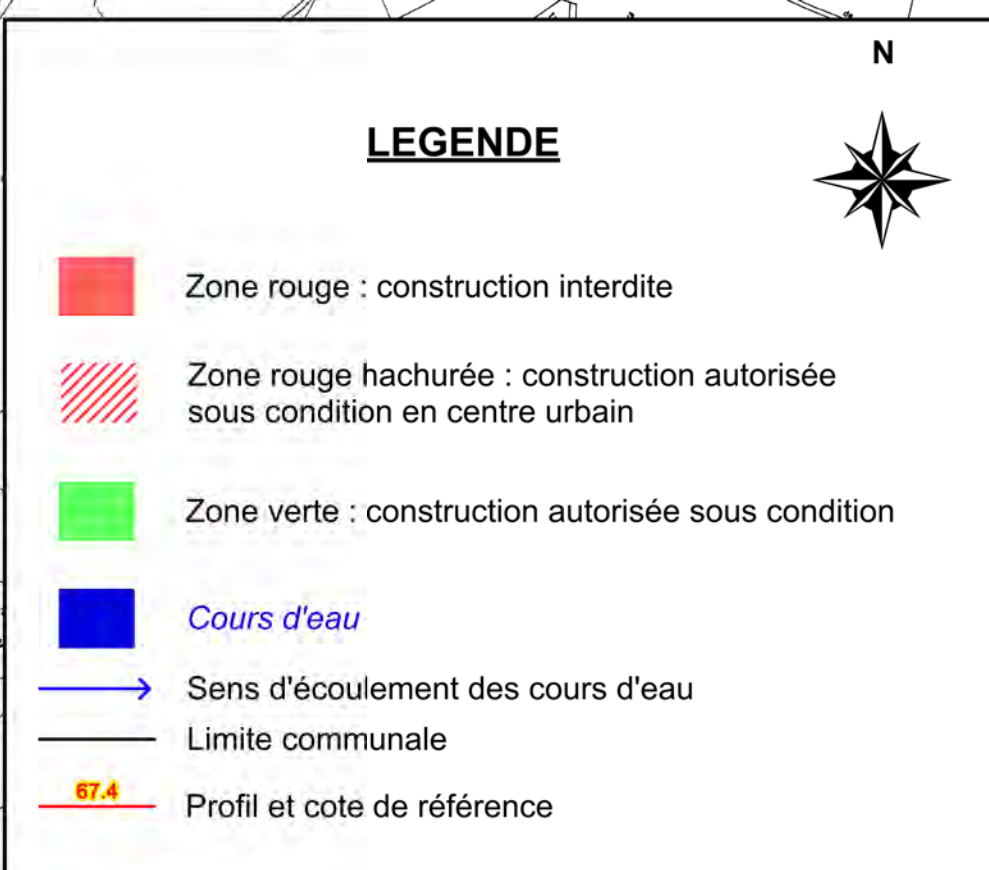 N
LEGENDE
Zone rouge : construction interdite
Zone rouge hachurée : construction autorisée
sous condition en centre urbain
Zone verte : construction autorisée sous condition
Cours d'eau
Sens d'écoulement des cours d'eau
Limite communale
67.4
Profil et cote de référence